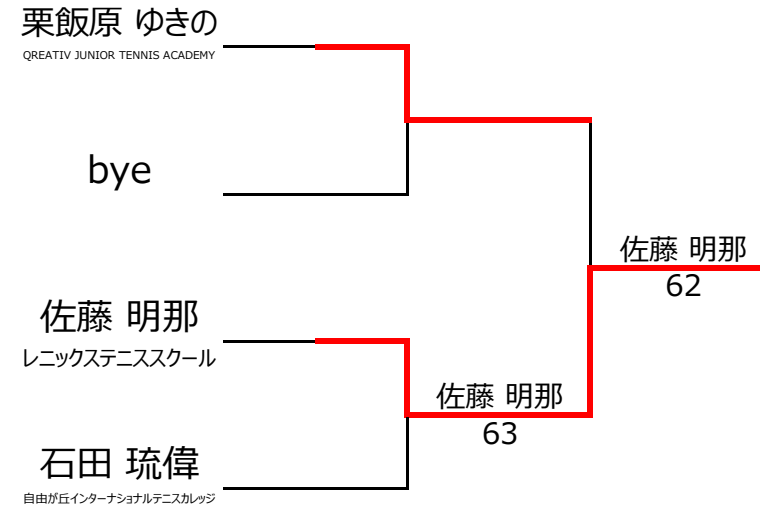 栗飯原 ゆきの
QREATIV JUNIOR TENNIS ACADEMY
bye
佐藤 明那
レニックステニススクール
石田 琉偉
自由が丘インターナショナルテニスカレッジ
佐藤 明那
63
佐藤 明那
62